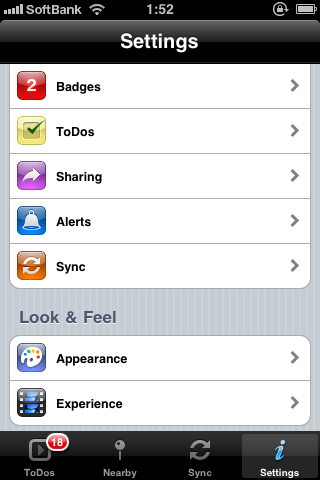 SoftBank 1:52
Settings
2 Badges
ToDos
Sharing
Alerts
Sync
Look & Feel
Appearance
Experience
18
ToDos Nearby Sync Settings